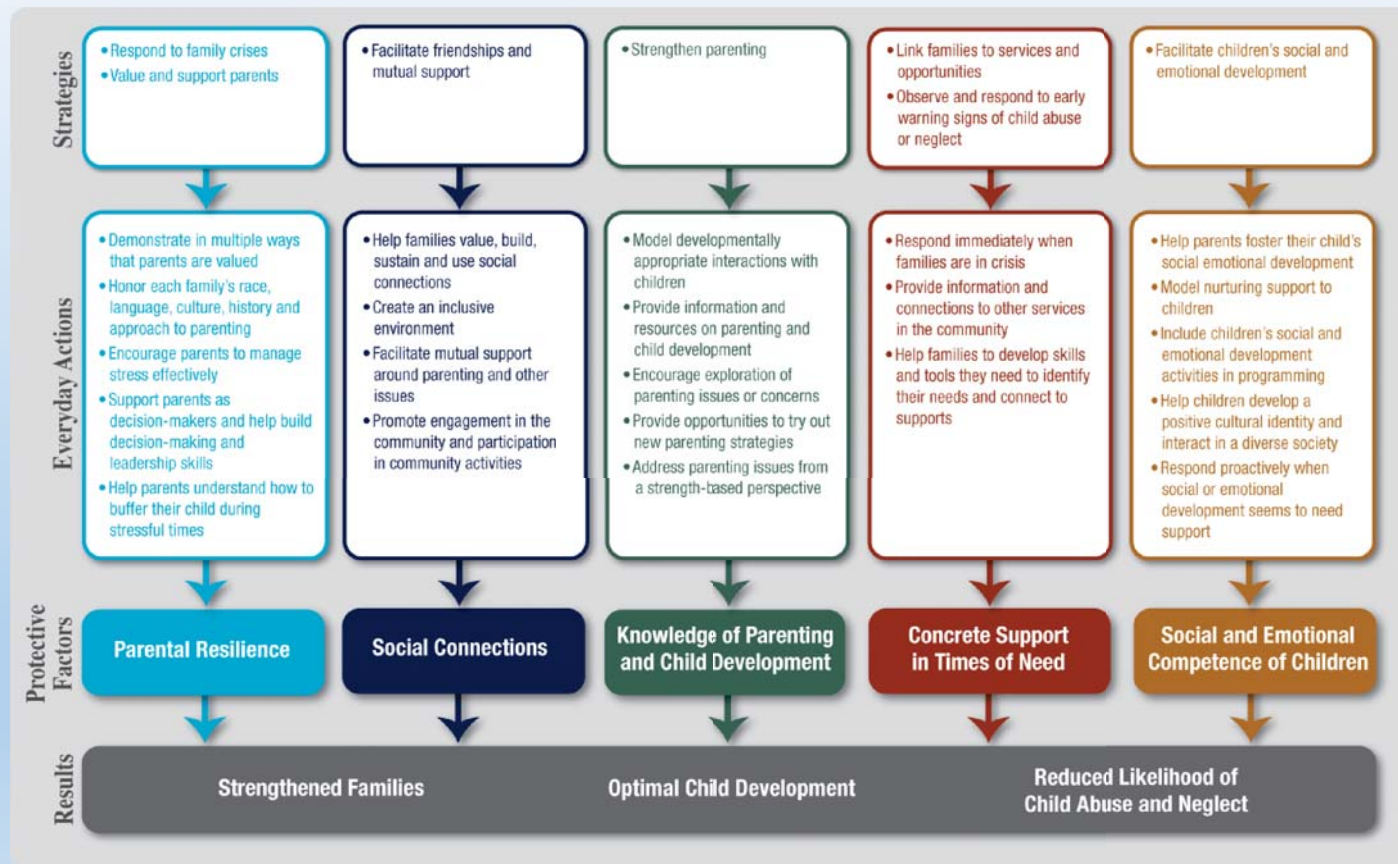 Strategies
• Respond to family crises
• Value and support parents
• Facilitate friendships and
mutual support
• Strengthen parenting
• Link families to services and
opportunities
• Observe and respond to early
warning signs of child abuse
or neglect
• Facilitate children's social and
emotional development
Everyday Actions
• Demonstrate in multiple ways
that parents are valued
• Honor each family's race,
language, culture, history and
approach to parenting
• Encourage parents to manage
stress effectively
• Support parents as
decision-makers and help build
decision-making and
leadership skills
• Help parents understand how to
buffer their child during
stressful times
• Help families value, build,
sustain and use social
connections
• Create an inclusive
environment
• Facilitate mutual support
around parenting and other
issues
• Promote engagement in the
community and participation
in community activities
• Model developmentally
appropriate interactions with
children
• Provide information and
resources on parenting and
child development
• Encourage exploration of
parenting issues or concerns
• Provide opportunities to try out
new parenting strategies
• Address parenting issues from
a strength-based perspective
• Respond immediately when
families are in crisis
• Provide information and
connections to other services
in the community
• Help families to develop skills
and tools they need to identify
their needs and connect to
supports
• Help parents foster their child's
social emotional development
• Model nurturing support to
children
• Include children's social and
emotional development
activities in programming
• Help children develop a
positive cultural identity and
interact in a diverse society
• Respond proactively when
social or emotional
development seems to need
support
Protective
Factors
Parental Resilience
Social Connections
Knowledge of Parenting
and Child Development
Concrete Support
in Times of Need
Social and Emotional
Competence of Children
Results
Strengthened Families
Optimal Child Development
Reduced Likelihood of
Child Abuse and Neglect